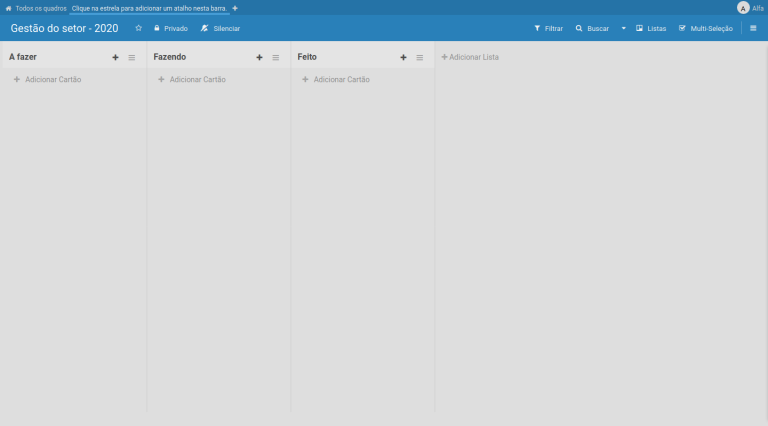 Todos os quadros Clique na estrela para adicionar um atalho nesta barra. A Alfa
Gestão do setor - 2020 Privado Silenciar Filtrar Buscar Listas Multi-Seleção
A fazer Fazendo Feito Adicionar Lista
Adicionar Cartão Adicionar Cartão Adicionar Cartão